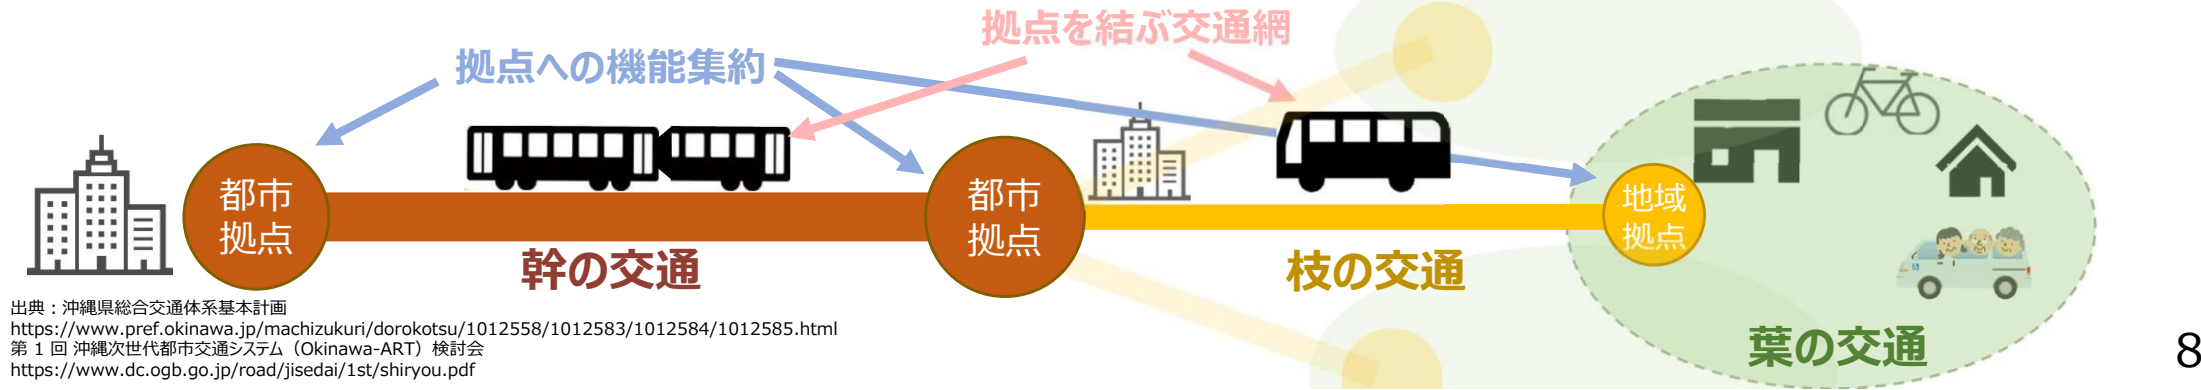 拠点を結ぶ交通網
拠点への機能集約
都市
拠点
都市
拠点
地域
拠点
幹の交通
枝の交通
葉の交通
出典：沖縄県総合交通体系基本計画
https://www.pref.okinawa.jp/machizukuri/dorokotsu/1012558/1012583/1012584/1012585.html
第 1 回 沖縄次世代都市交通システム（Okinawa-ART）検討会
https://www.dc.ogb.go.jp/road/jisedai/1st/shiryou.pdf
8